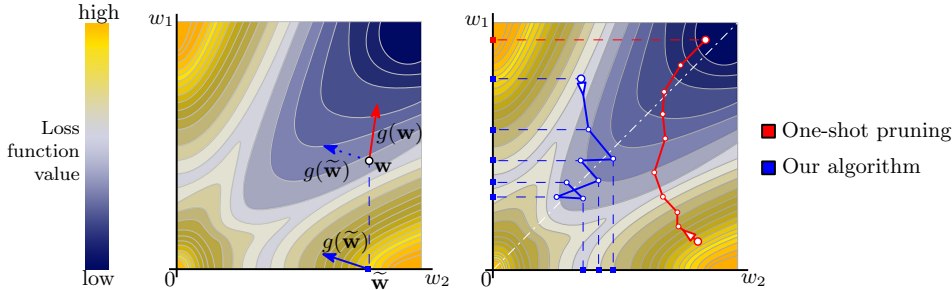 high
Loss
function
value
low
w₁
g(w)
w
g(w̃)
g(w̃)
0
w̃
w₂
w₁
0
w₂
One-shot pruning
Our algorithm